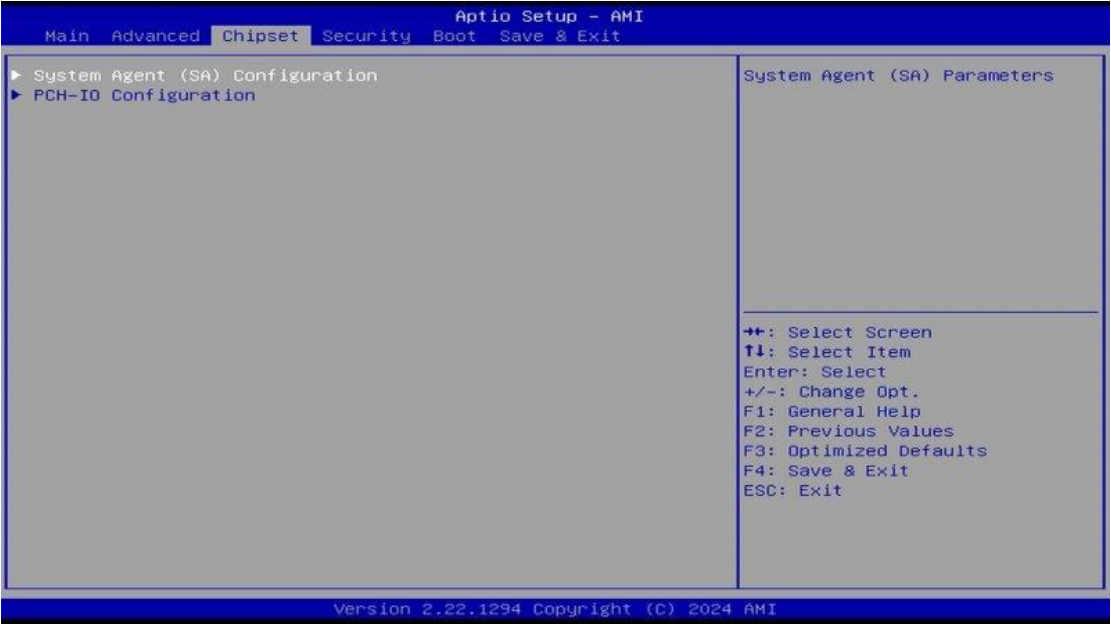 Aptio Setup - AMI
Main Advanced Chipset Security Boot Save & Exit
► System Agent (SA) Configuration
► PCH-IO Configuration
System Agent (SA) Parameters
→←: Select Screen
↑↓: Select Item
Enter: Select
+/-: Change Opt.
F1: General Help
F2: Previous Values
F3: Optimized Defaults
F4: Save & Exit
ESC: Exit
Version 2.22.1294 Copyright (C) 2024 AMI